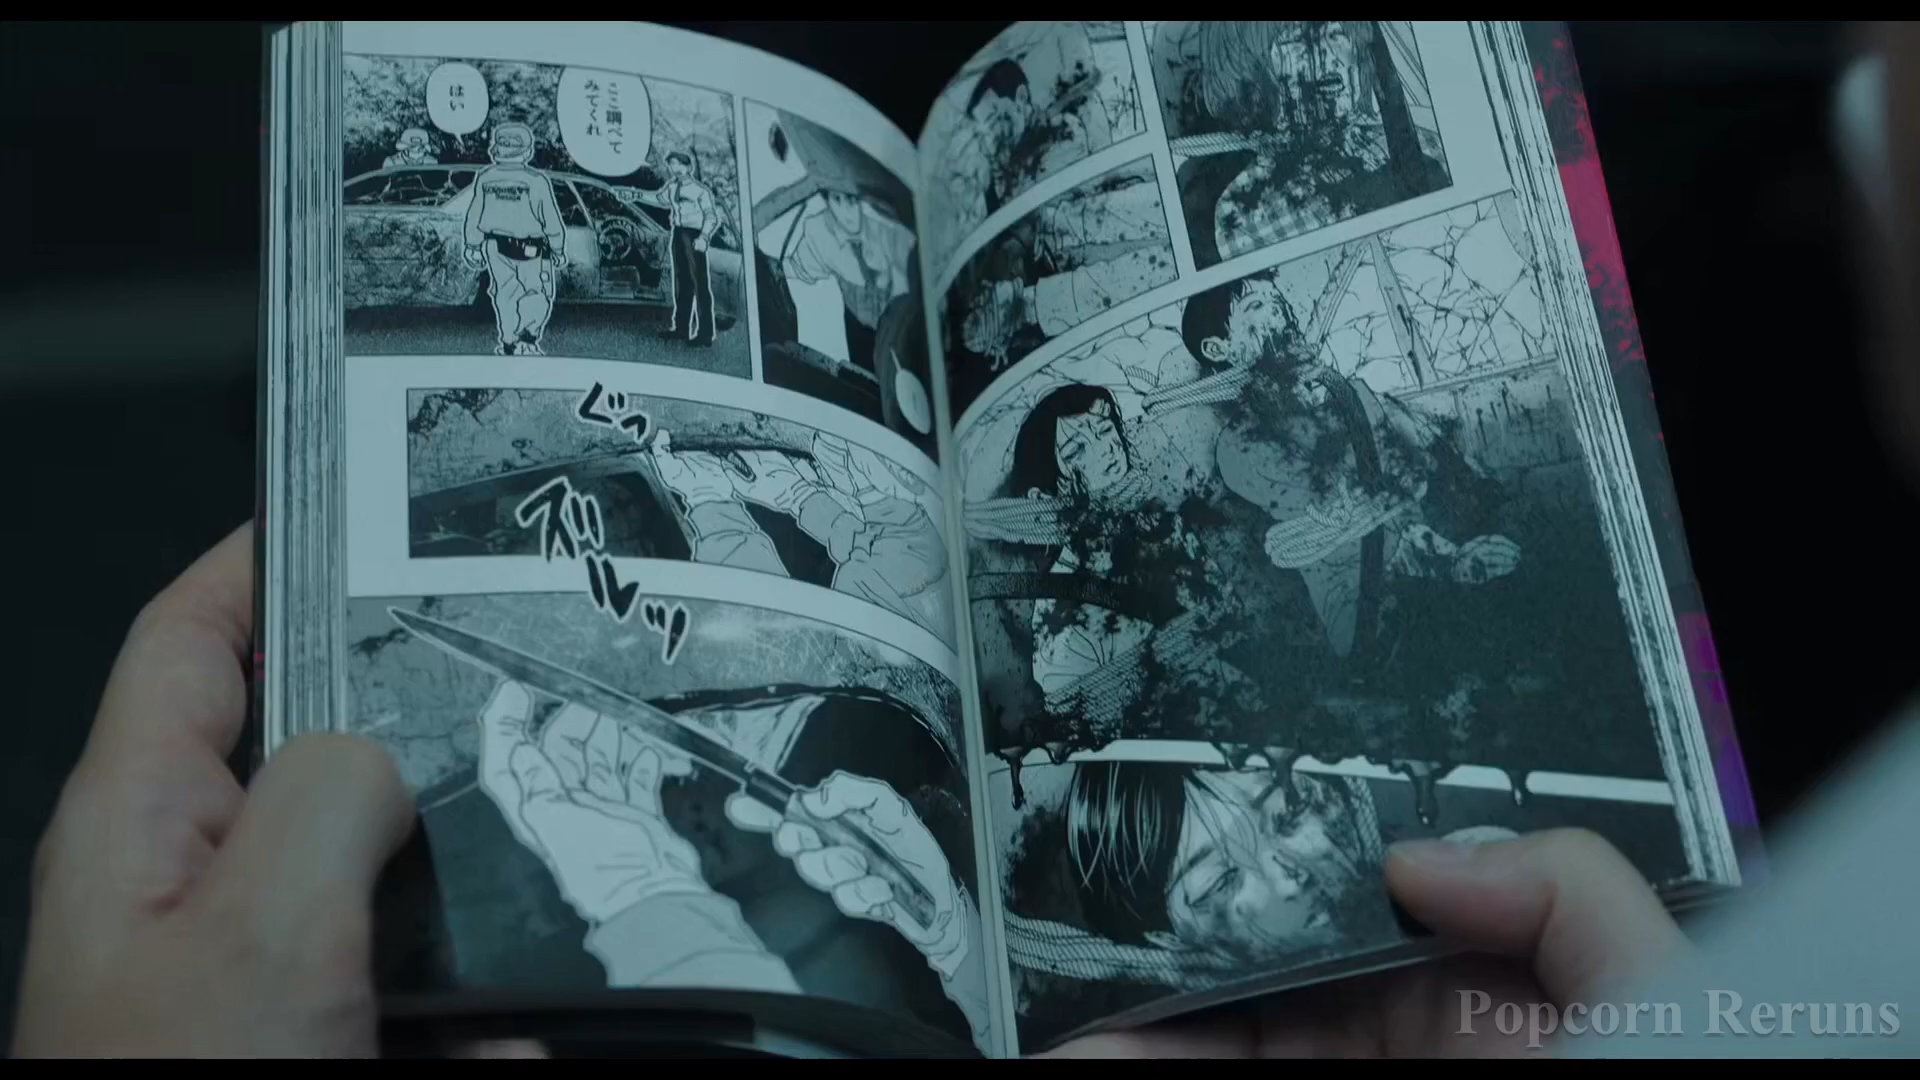 ここ調べて
みてくれ
はい
ぐっ
ズルッ
Popcorn Reruns